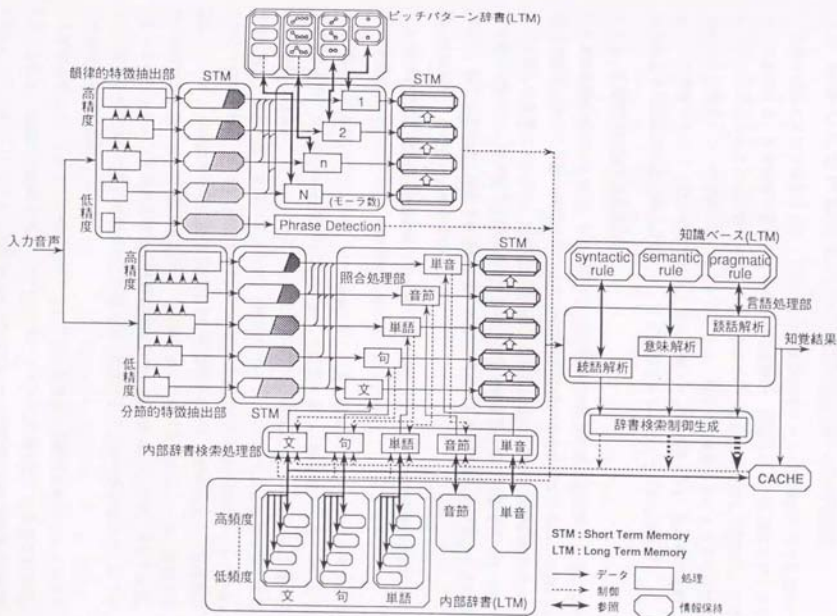 ピッチパターン辞書(LTM)
韻律的特徴抽出部
STM
STM
高精度
低精度
1
2
n
N
(モーラ数)
Phrase Detection
入力音声
高精度
低精度
分節的特徴抽出部
STM
照合処理部
単音
音節
単語
句
文
STM
知識ベース(LTM)
syntactic rule
semantic rule
pragmatic rule
言語処理部
談話解析
意味解析
統語解析
知覚結果
辞書検索制御生成
CACHE
内部辞書検索処理部
文
句
単語
音節
単音
高頻度
低頻度
文
句
単語
音節
単音
内部辞書(LTM)
STM : Short Term Memory
LTM : Long Term Memory
データ
制御
参照
処理
情報保持